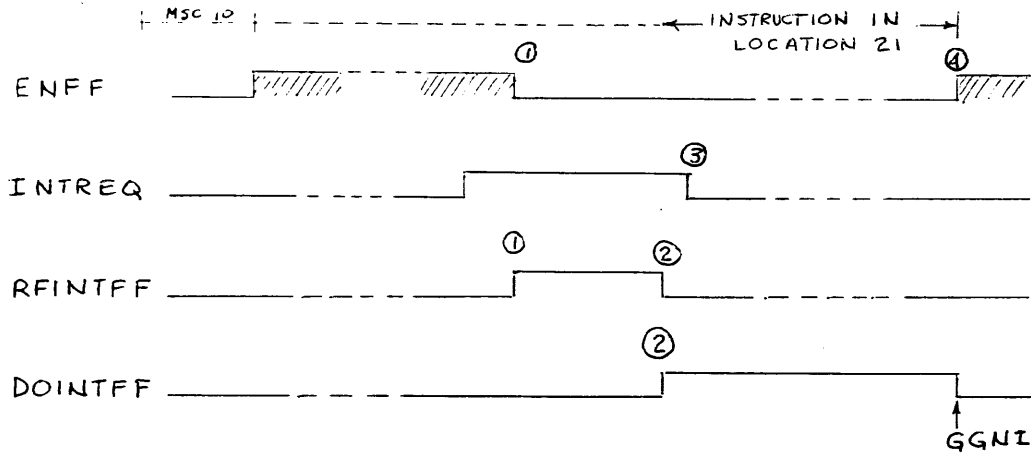 MSC 10
INSTRUCTION IN
LOCATION 21
① ④
ENFF
③
INTREQ
① ②
RFINTFF
②
DOINTFF
GGNI